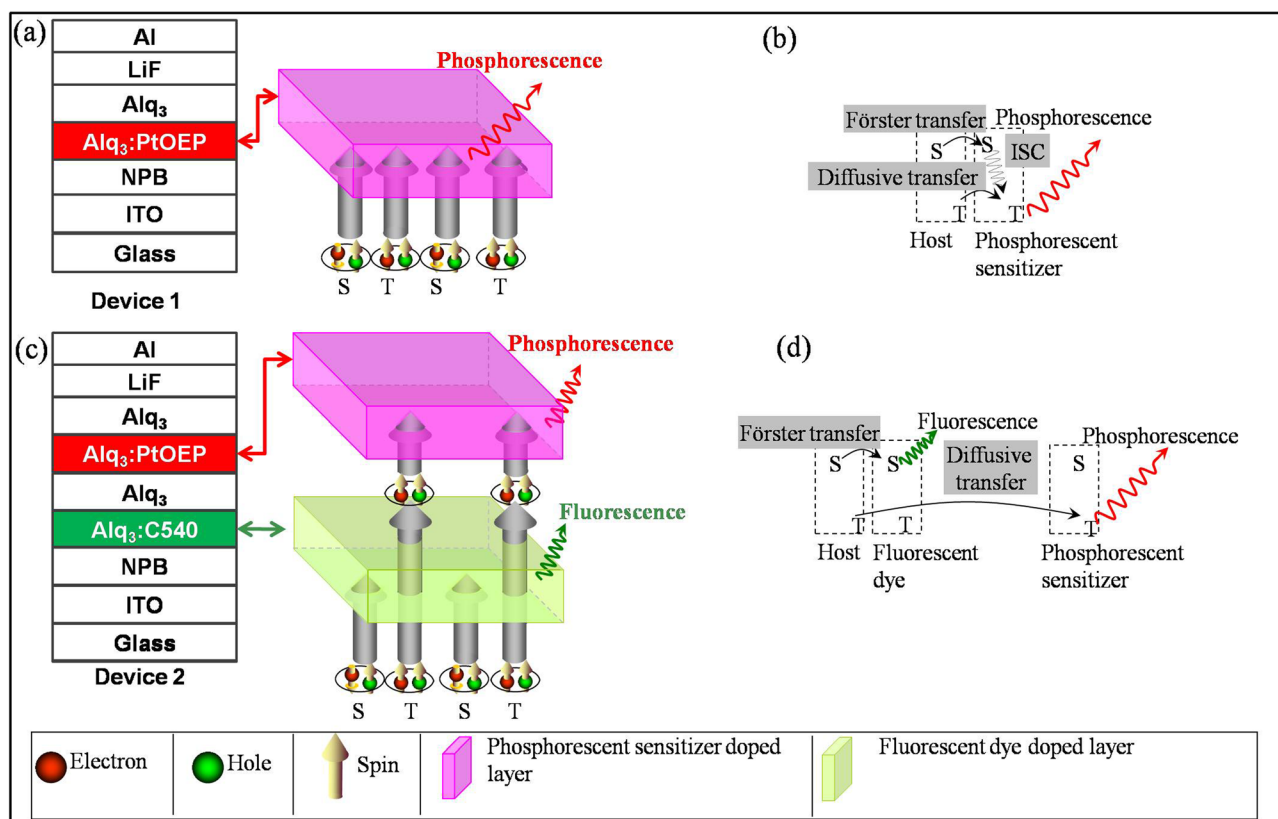 (a)
Al
LiF
Alq3
Alq3:PtOEP
NPB
ITO
Glass
Device 1
Phosphorescence
S T S T
(b)
Förster transfer
Phosphorescence
S S ISC
Diffusive transfer
T T
Host
Phosphorescent
sensitizer
(c)
Al
LiF
Alq3
Alq3:PtOEP
Alq3
Alq3:C540
NPB
ITO
Glass
Device 2
Phosphorescence
Fluorescence
S T S T
(d)
Fluorescence
Förster transfer
Phosphorescence
Diffusive
transfer
S S S
T T T
Host
Fluorescent
dye
Phosphorescent
sensitizer
Electron
Hole
Spin
Phosphorescent sensitizer doped
layer
Fluorescent dye doped layer